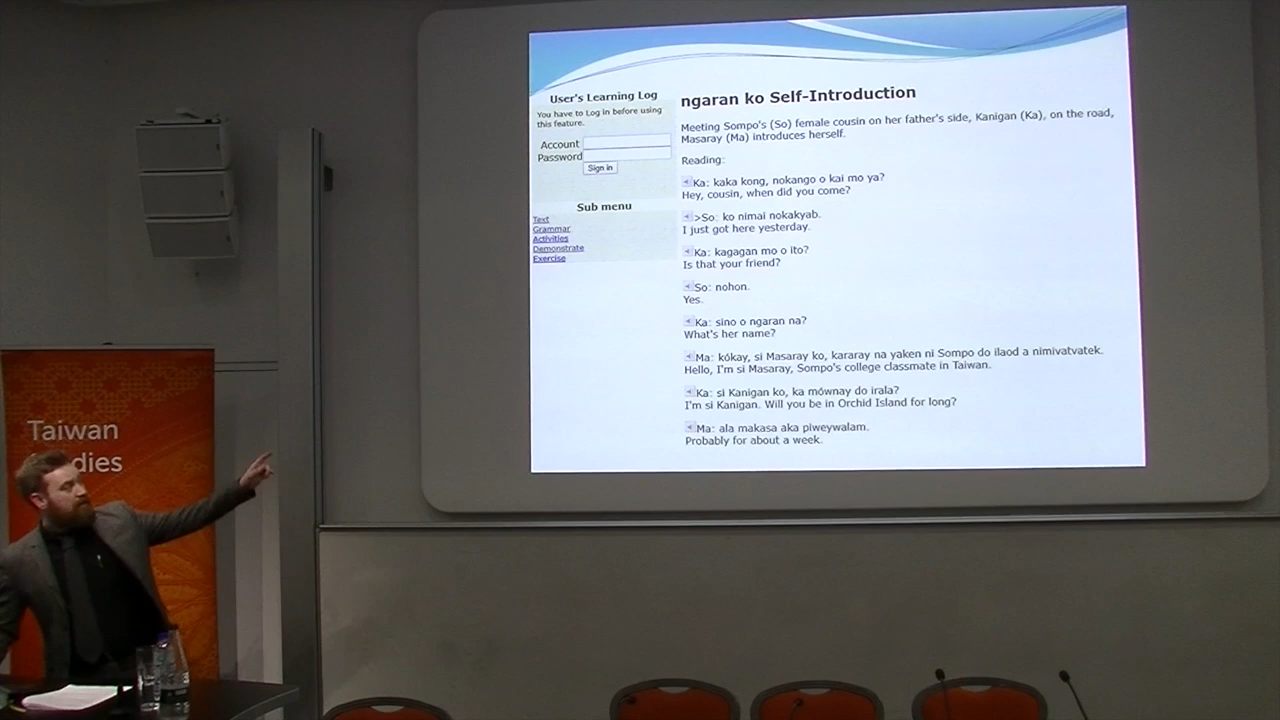 User's Learning Log
You have to Log in before using
this feature.
Account
Password
Sign in
Sub menu
Text
Grammar
Activities
Demonstrate
Exercise
ngaran ko Self-Introduction
Meeting Sompo's (So) female cousin on her father's side, Kanigan (Ka), on the road,
Masaray (Ma) introduces herself.
Reading:
Ka: kaka kong, nokango o kai mo ya?
Hey, cousin, when did you come?
>So: ko nimai nokakyab.
I just got here yesterday.
Ka: kagagan mo o ito?
Is that your friend?
So: nohon.
Yes.
Ka: sino o ngaran na?
What's her name?
Ma: kókay, si Masaray ko, kararay na yaken ni Sompo do ilaod a nimivatvatek.
Hello, I'm si Masaray, Sompo's college classmate in Taiwan.
Ka: si Kanigan ko, ka mównay do irala?
I'm si Kanigan. Will you be in Orchid Island for long?
Ma: ala makasa aka piweywalam.
Probably for about a week.
Taiwan
dies